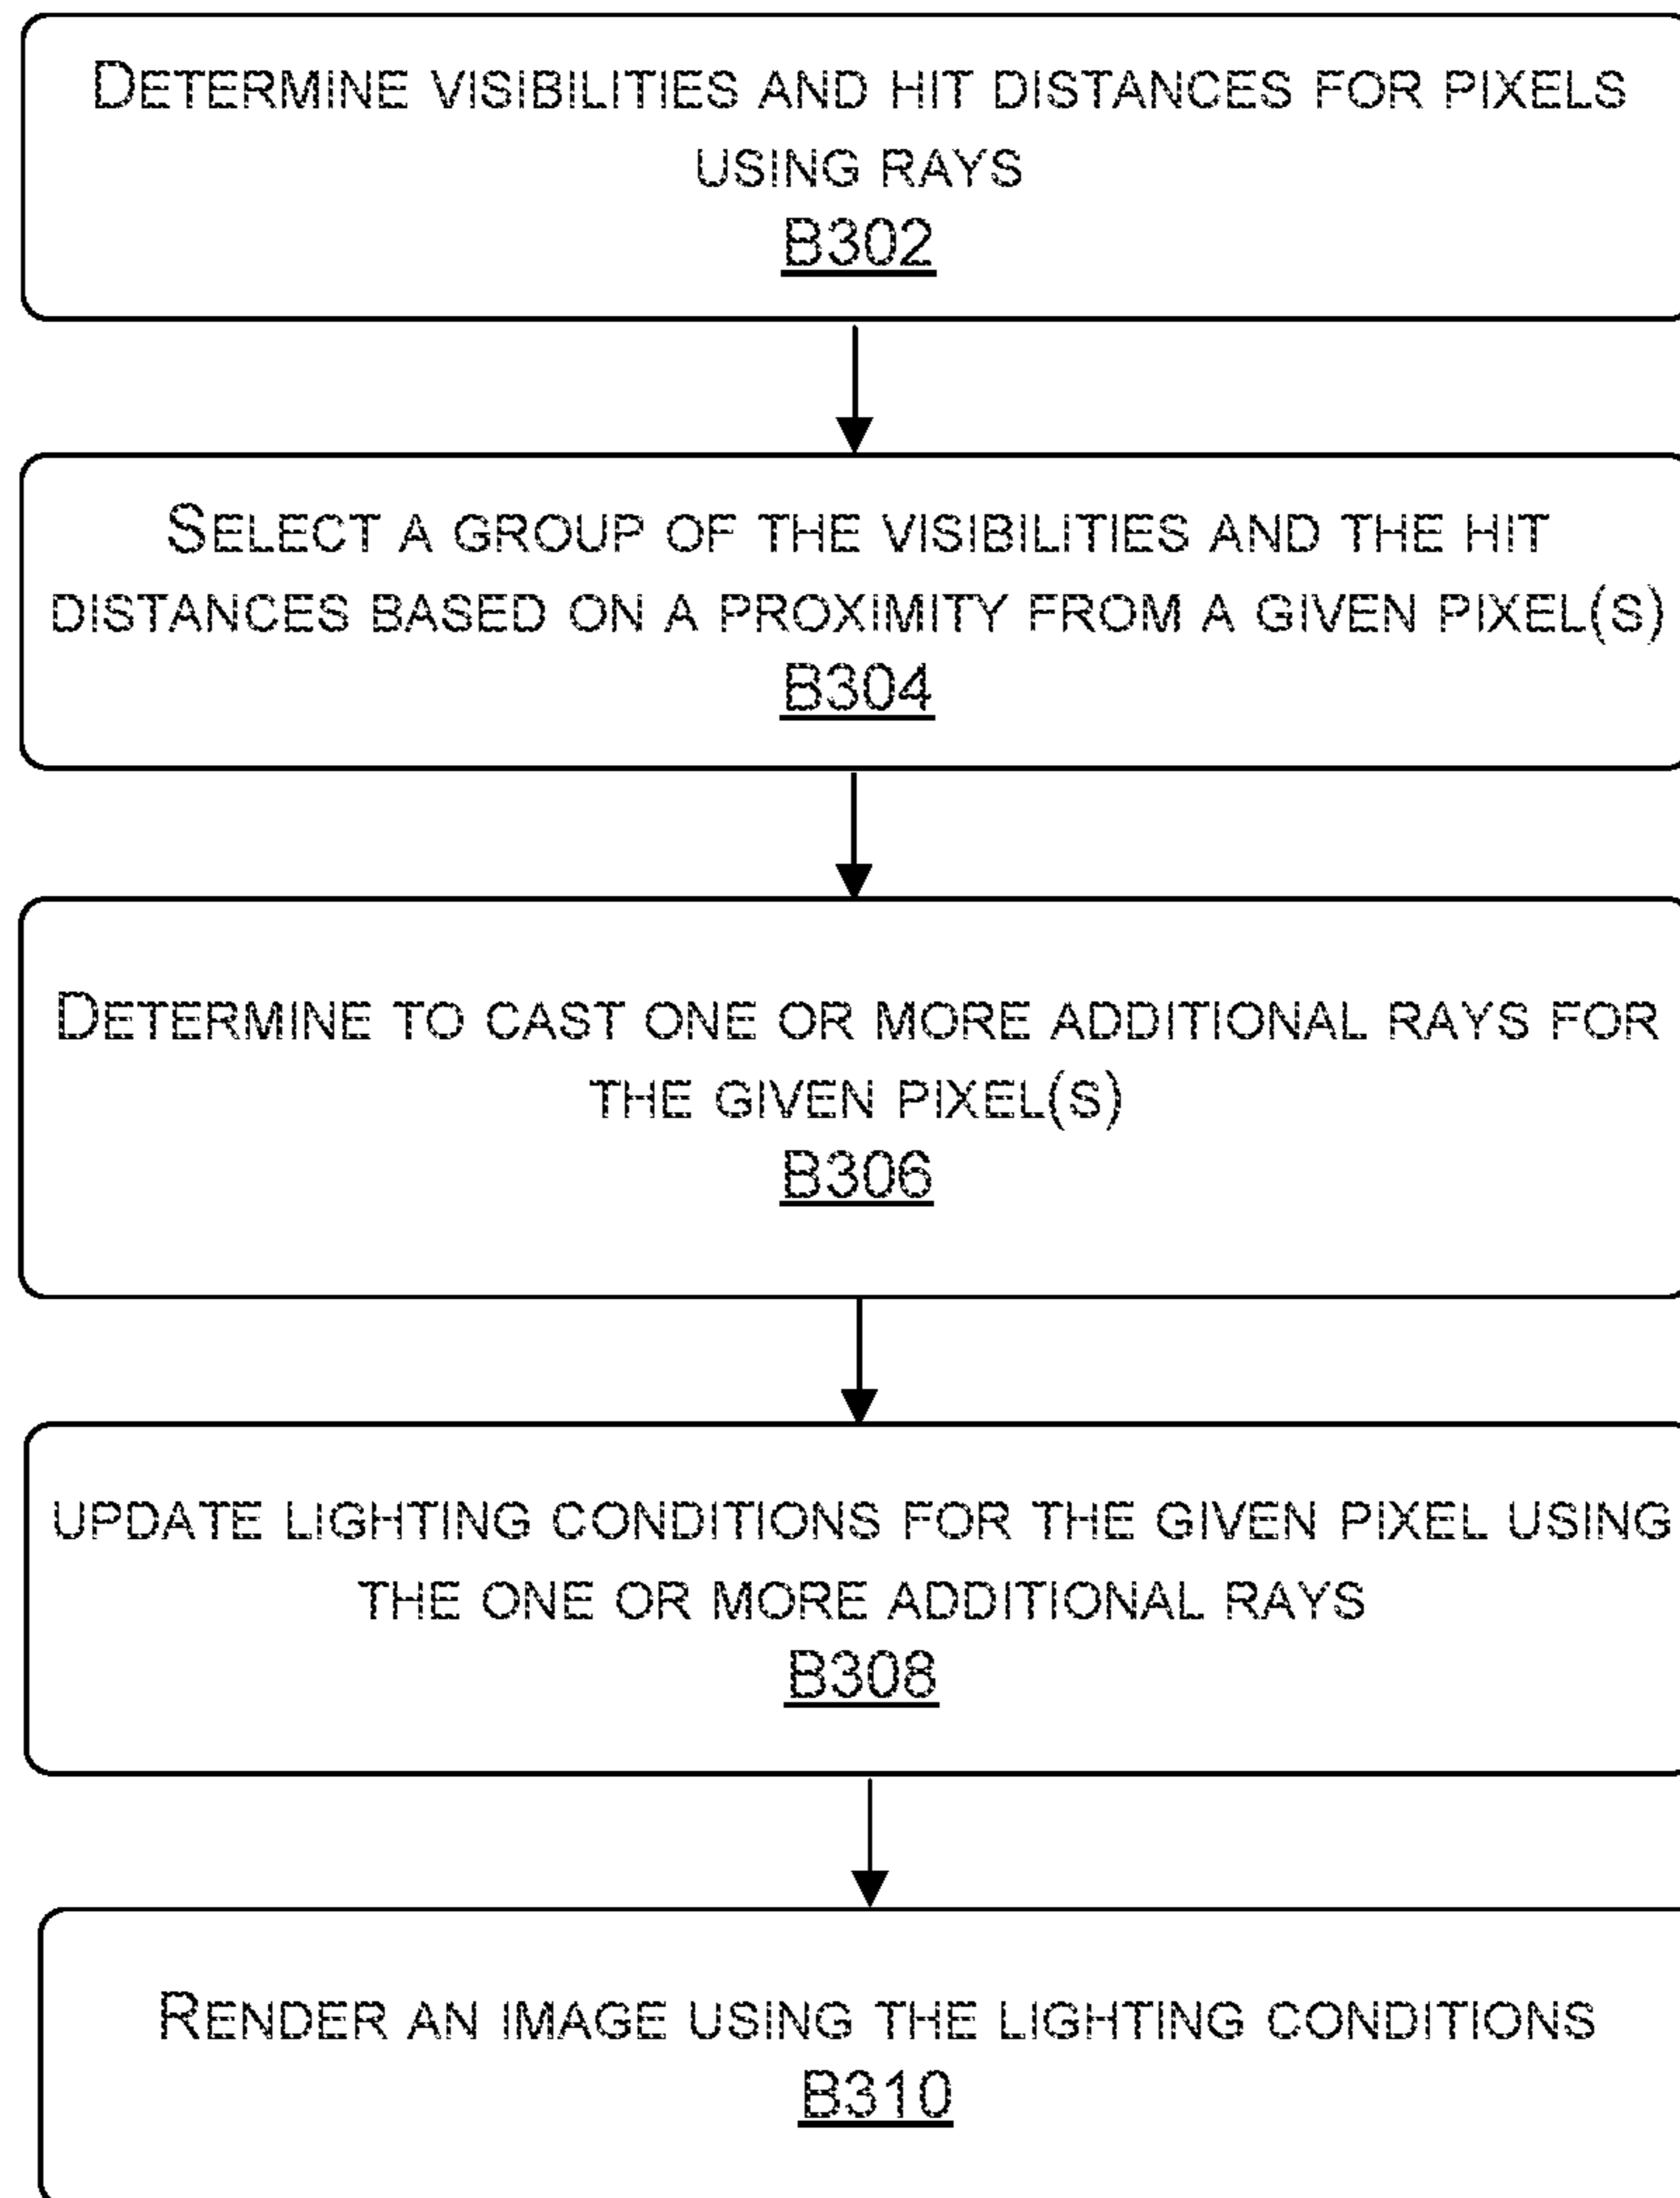 DETERMINE VISIBILITIES AND HIT DISTANCES FOR PIXELS
USING RAYS
B302
SELECT A GROUP OF THE VISIBILITIES AND THE HIT
DISTANCES BASED ON A PROXIMITY FROM A GIVEN PIXEL(S)
B304
DETERMINE TO CAST ONE OR MORE ADDITIONAL RAYS FOR
THE GIVEN PIXEL(S)
B306
UPDATE LIGHTING CONDITIONS FOR THE GIVEN PIXEL USING
THE ONE OR MORE ADDITIONAL RAYS
B308
RENDER AN IMAGE USING THE LIGHTING CONDITIONS
B310